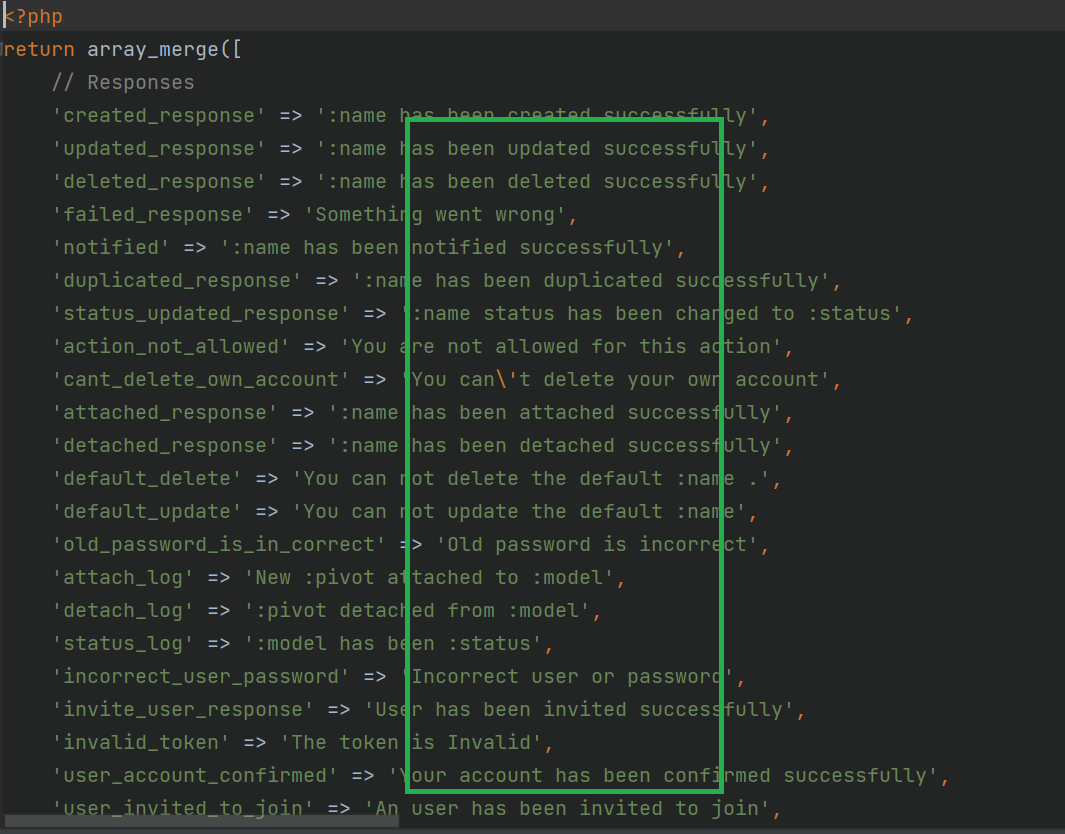 <?php
return array_merge([
    // Responses
    'created_response' => ':name has been created successfully',
    'updated_response' => ':name has been updated successfully',
    'deleted_response' => ':name has been deleted successfully',
    'failed_response' => 'Something went wrong',
    'notified' => ':name has been notified successfully',
    'duplicated_response' => ':name has been duplicated successfully',
    'status_updated_response' => ':name status has been changed to :status',
    'action_not_allowed' => 'You are not allowed for this action',
    'cant_delete_own_account' => 'You can\'t delete your own account',
    'attached_response' => ':name has been attached successfully',
    'detached_response' => ':name has been detached successfully',
    'default_delete' => 'You can not delete the default :name .',
    'default_update' => 'You can not update the default :name',
    'old_password_is_in_correct' => 'Old password is incorrect',
    'attach_log' => 'New :pivot attached to :model',
    'detach_log' => ':pivot detached from :model',
    'status_log' => ':model has been :status',
    'incorrect_user_password' => 'Incorrect user or password',
    'invite_user_response' => 'User has been invited successfully',
    'invalid_token' => 'The token is Invalid',
    'user_account_confirmed' => 'Your account has been confirmed successfully',
    'user_invited_to_join' => 'An user has been invited to join',